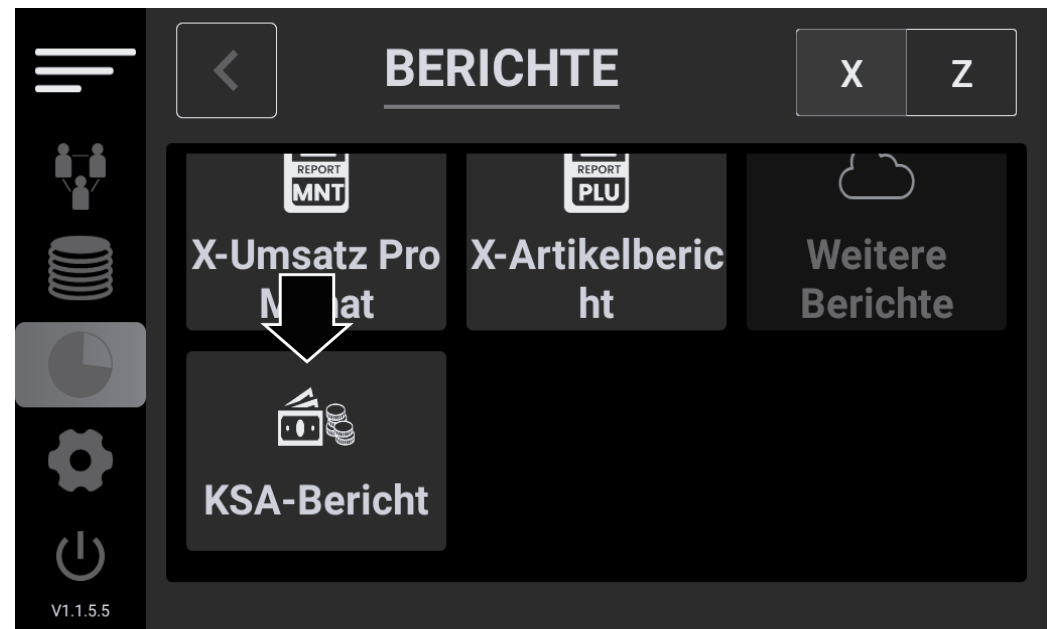 BERICHTE
X
Z
REPORT
MNT
X-Umsatz Pro
REPORT
PLU
X-Artikelberic
ht
Weitere
Berichte
KSA-Bericht
V1.1.5.5